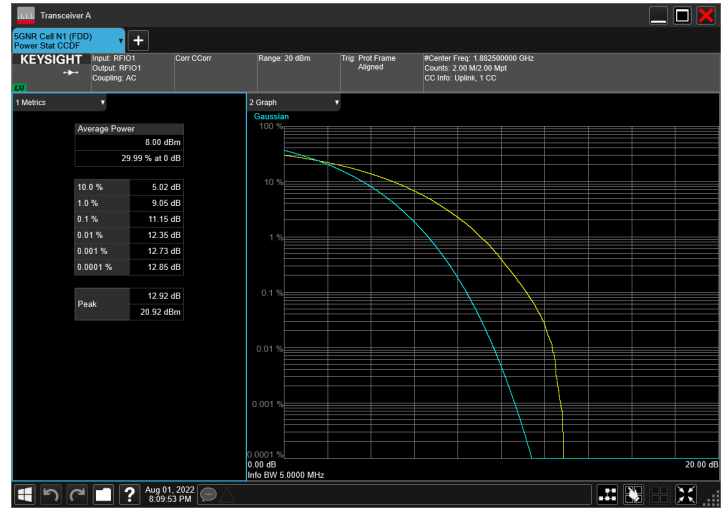 Transceiver A
5GNR Cell N1 (FDD)
Power Stat CCDF
KEYSIGHT
LXI
Input: RFIO1
Output: RFIO1
Coupling: AC
Corr CCorr
Range: 20 dBm
Trig: Prot Frame
Aligned
#Center Freq: 1.882500000 GHz
Counts: 2.00 M/2.00 Mpt
CC Info: Uplink, 1 CC
1 Metrics
Average Power
8.00 dBm
29.99 % at 0 dB
10.0 % 5.02 dB
1.0 % 9.05 dB
0.1 % 11.15 dB
0.01 % 12.35 dB
0.001 % 12.73 dB
0.0001 % 12.85 dB
Peak
12.92 dB
20.92 dBm
2 Graph
Gaussian
100 %
10 %
1 %
0.1 %
0.01 %
0.001 %
0.0001 %
0.00 dB
20.00 dB
Info BW 5.0000 MHz
Aug 01, 2022
8:09:53 PM